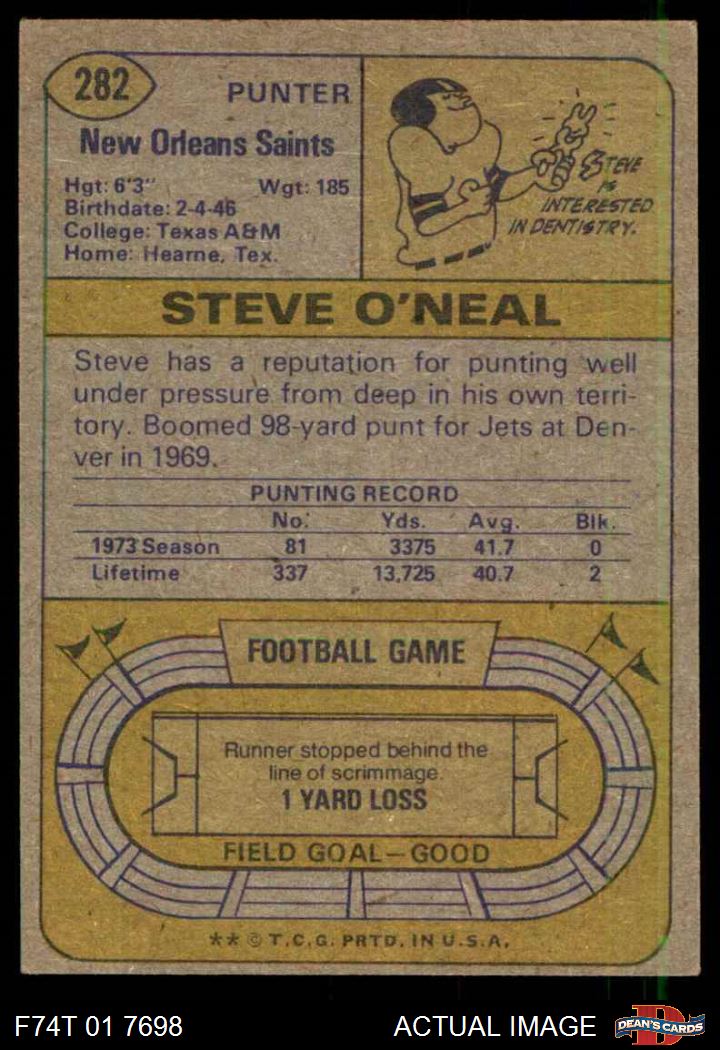 282
PUNTER
New Orleans Saints
Hgt: 6'3" Wgt: 185
Birthdate: 2-4-46
College: Texas A&M
Home: Hearne, Tex.
STEVE
IS
INTERESTED
IN DENTISTRY.
STEVE O'NEAL
Steve has a reputation for punting well
under pressure from deep in his own terri-
tory. Boomed 98-yard punt for Jets at Den-
ver in 1969.
PUNTING RECORD
No. Yds. Avg. Blk.
1973 Season 81 3375 41.7 0
Lifetime 337 13,725 40.7 2
FOOTBALL GAME
Runner stopped behind the
line of scrimmage.
1 YARD LOSS
FIELD GOAL—GOOD
** © T.C.G. PRTD. IN U.S.A.
F74T 01 7698 ACTUAL IMAGE
D
DEAN'S CARDS